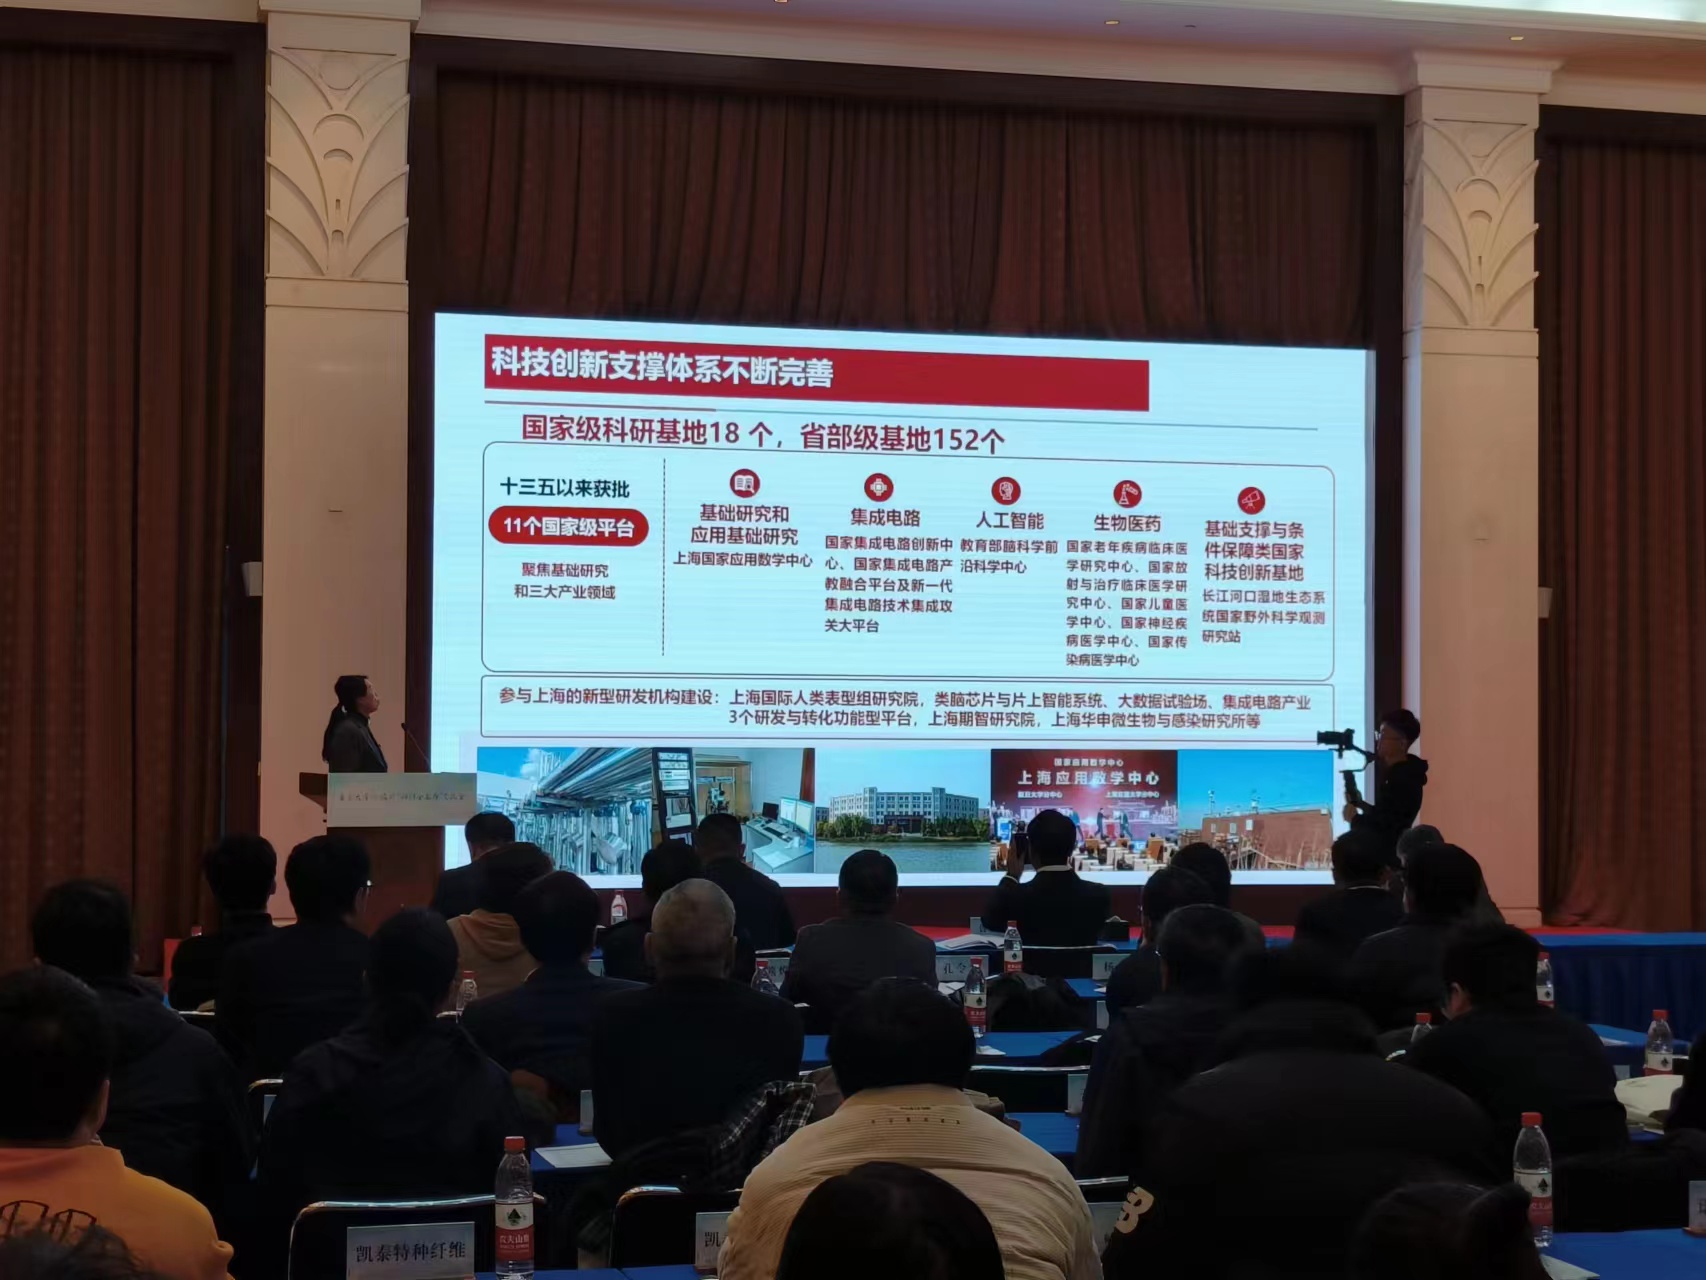 科技创新支撑体系不断完善
国家级科研基地18 个，省部级基地152个
十三五以来获批
11个国家级平台
聚焦基础研究
和三大产业领域
基础研究和
应用基础研究
上海国家应用数学中心
集成电路
国家集成电路创新中
心、国家集成电路产
教融合平台及新一代
集成电路技术集成攻
关大平台
人工智能
教育部脑科学前
沿科学中心
生物医药
国家老年疾病临床医
学研究中心、国家放
射与治疗临床医学研
究中心、国家儿童医
学中心、国家神经疾
病医学中心、国家传
染病医学中心
基础支撑与条
件保障类国家
科技创新基地
长江河口湿地生态系
统国家野外科学观测
研究站
参与上海的新型研发机构建设：上海国际人类表型组研究院，类脑芯片与片上智能系统、大数据试验场、集成电路产业
3个研发与转化功能型平台，上海期智研究院，上海华申微生物与感染研究所等
国家应用数学中心
上海应用数学中心
孔令
杨
凯泰特种纤维
凯
农夫山泉